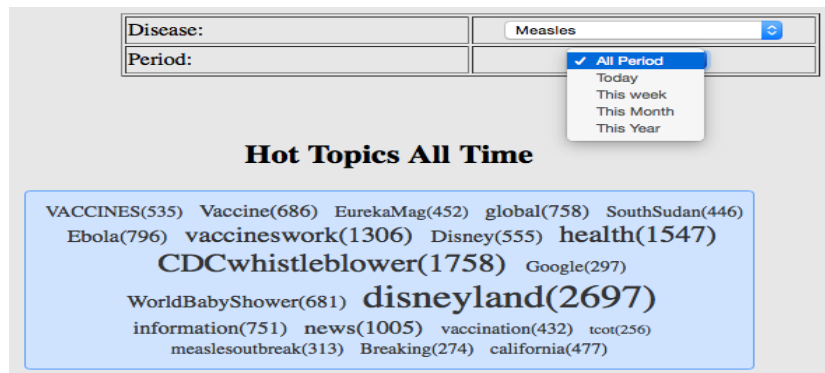 Disease: Measles
Period: ✓ All Period
Today
This week
This Month
This Year
Hot Topics All Time
VACCINES(535) Vaccine(686) EurekaMag(452) global(758) SouthSudan(446)
Ebola(796) vaccineswork(1306) Disney(555) health(1547)
CDCwhistleblower(1758) Google(297)
WorldBabyShower(681) disneyland(2697)
information(751) news(1005) vaccination(432) tcot(256)
measlesoutbreak(313) Breaking(274) california(477)